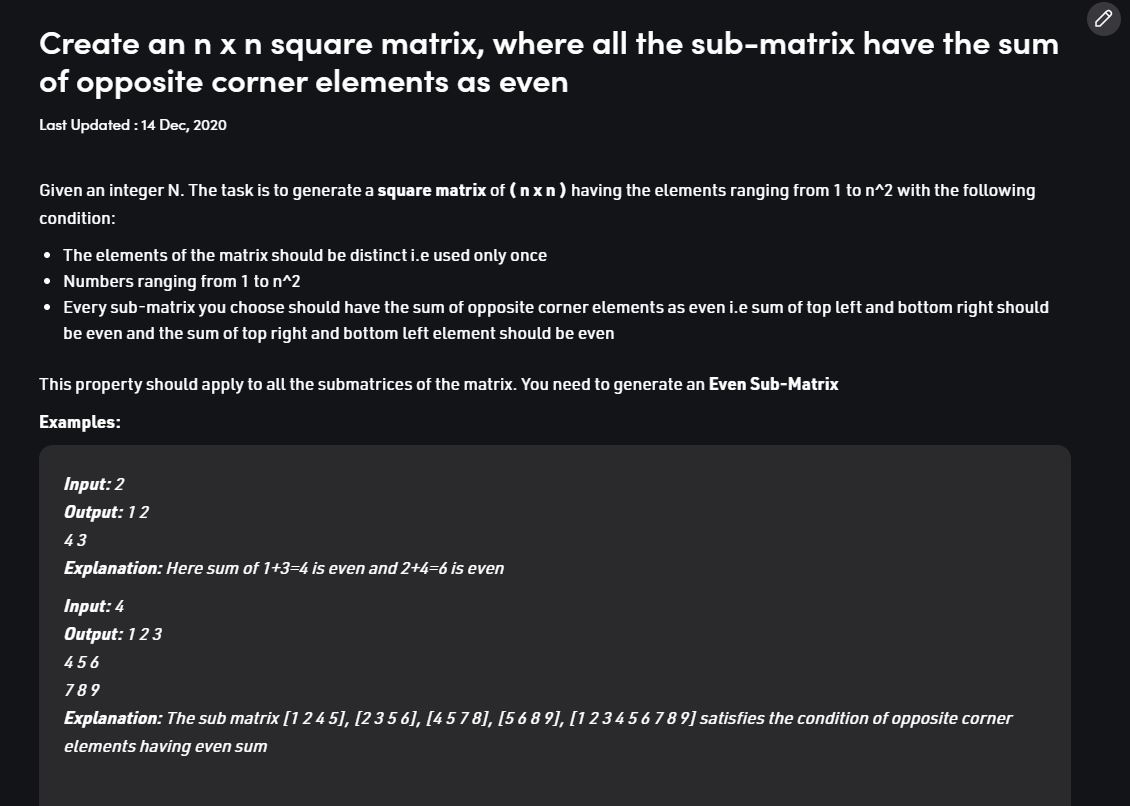 Create an n x n square matrix, where all the sub-matrix have the sum
of opposite corner elements as even
Last Updated : 14 Dec, 2020
Given an integer N. The task is to generate a square matrix of ( n x n ) having the elements ranging from 1 to n^2 with the following
condition:
• The elements of the matrix should be distinct i.e used only once
• Numbers ranging from 1 to n^2
• Every sub-matrix you choose should have the sum of opposite corner elements as even i.e sum of top left and bottom right should
be even and the sum of top right and bottom left element should be even
This property should apply to all the submatrices of the matrix. You need to generate an Even Sub-Matrix
Examples:
Input: 2
Output: 1 2
4 3
Explanation: Here sum of 1+3=4 is even and 2+4=6 is even
Input: 4
Output: 1 2 3
4 5 6
7 8 9
Explanation: The sub matrix [1 2 4 5], [2 3 5 6], [4 5 7 8], [5 6 8 9], [1 2 3 4 5 6 7 8 9] satisfies the condition of opposite corner
elements having even sum